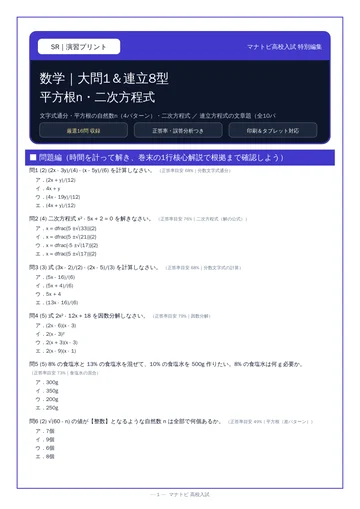 SR｜演習プリント
マナトピ高校入試 特別編集
数学｜大問1＆連立8型
平方根n・二次方程式
文字式通分・平方根の自然数n（4パターン）・二次方程式 ／ 連立方程式の文章題（全10パ
厳選16問 収録
正答率・誤答分析つき
印刷＆タブレット対応
■ 問題編（時間を計って解き、巻末の1行核心解説で根拠まで確認しよう）
問1 (2) (2x - 3y)/(4) - (x - 5y)/(6) を計算しなさい。
ア．(2x + y)/(12)
イ．4x + y
ウ．(4x - 19y)/(12)
エ．(4x + y)/(12)
問2 (4) 二次方程式 x² - 5x + 2 = 0 を解きなさい。
ア．x = dfrac{5 ±√(33)}{2}
イ．x = dfrac{5 ±√(21)}{2}
ウ．x = dfrac{-5 ±√(17)}{2}
エ．x = dfrac{5 ±√(17)}{2}
問3 (3) 式 (3x - 2)/(2) - (2x - 5)/(3) を計算しなさい。
ア．(5x - 16)/(6)
イ．(5x + 4)/(6)
ウ．5x + 4
エ．(13x - 16)/(6)
問4 (5) 式 2x² - 12x + 18 を因数分解しなさい。
ア．(2x - 6)(x - 3)
イ．2(x - 3)²
ウ．2(x + 3)(x - 3)
エ．2(x - 9)(x - 1)
問5 (5) 8% の食塩水と 13% の食塩水を混ぜて、10% の食塩水を 500g 作りたい。8% の食塩水は何 g 必要か。
ア．300g
イ．350g
ウ．200g
エ．250g
問6 (2) √(60 - n) の値が【整数】となるような自然数 n は全部で何個あるか。
ア．7個
イ．9個
ウ．6個
エ．8個
— 1 — マナトピ 高校入試